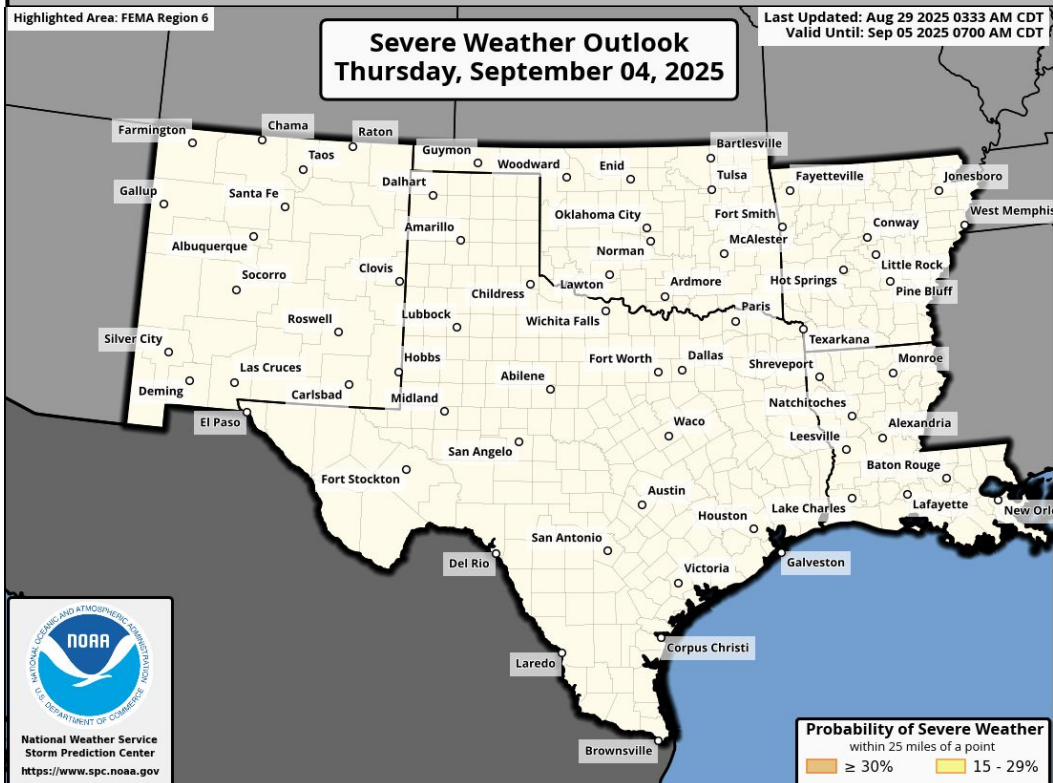 Highlighted Area: FEMA Region 6
Last Updated: Aug 29 2025 0333 AM CDT
Valid Until: Sep 05 2025 0700 AM CDT
Severe Weather Outlook
Thursday, September 04, 2025
Farmington
Chama
Raton
Taos
Guymon
Woodward
Enid
Bartlesville
Tulsa
Fayetteville
Jonesboro
Gallup
Santa Fe
Dalhart
Oklahoma City
Fort Smith
West Memphis
Albuquerque
Amarillo
Norman
McAlester
Conway
Socorro
Clovis
Childress
Lawton
Ardmore
Hot Springs
Little Rock
Pine Bluff
Roswell
Lubbock
Wichita Falls
Paris
Texarkana
Silver City
Hobbs
Fort Worth
Dallas
Shreveport
Monroe
Las Cruces
Deming
Carlsbad
Midland
Abilene
Natchitoches
El Paso
Waco
Leesville
Alexandria
San Angelo
Baton Rouge
Fort Stockton
Austin
Lake Charles
Lafayette
New Orl
Houston
San Antonio
Del Rio
Galveston
Victoria
Corpus Christi
Laredo
Brownsville
NATIONAL OCEANIC AND ATMOSPHERIC ADMINISTRATION
NOAA
U.S. DEPARTMENT OF COMMERCE
National Weather Service
Storm Prediction Center
https://www.spc.noaa.gov
Probability of Severe Weather
within 25 miles of a point
≥ 30% 15 - 29%